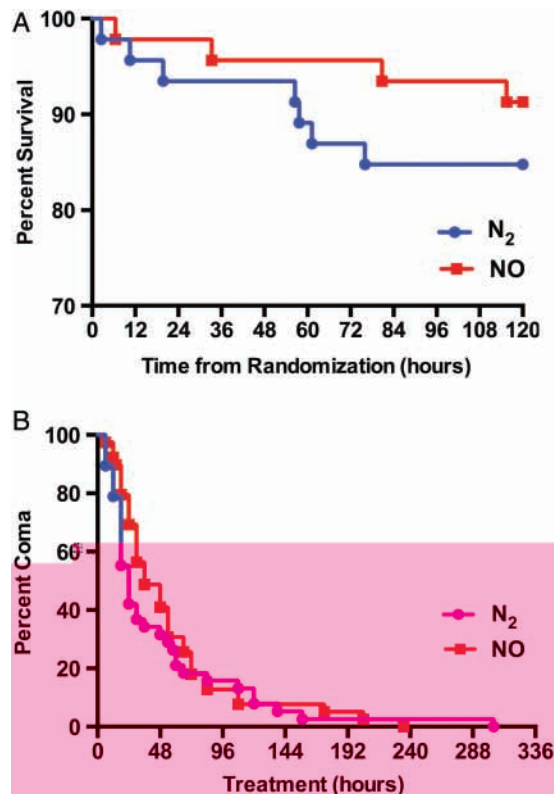 A
Percent Survival
100
90
80
70
N2
NO
0 12 24 36 48 60 72 84 96 108 120
Time from Randomization (hours)
B
Percent Coma
100
80
60
40
20
0
N2
NO
0 48 96 144 192 240 288 336
Treatment (hours)